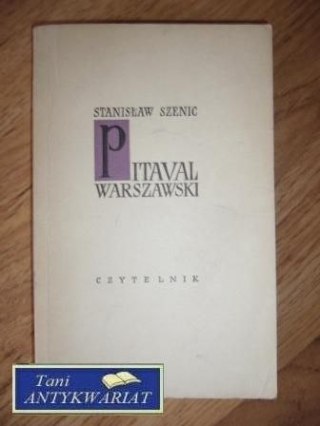 STANISŁAW SZENIC
PITAVAL
WARSZAWSKI
CZYTELNIK
Tani
ANTYKWARIAT